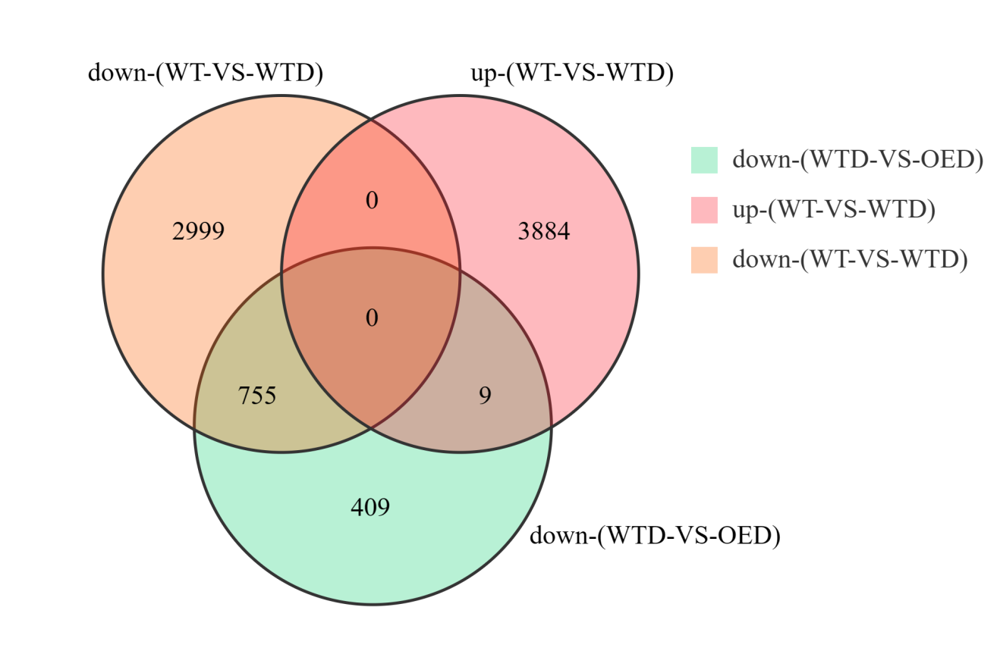 down-(WT-VS-WTD)
up-(WT-VS-WTD)
down-(WTD-VS-OED)
up-(WT-VS-WTD)
down-(WT-VS-WTD)
0
2999
3884
0
755
9
409
down-(WTD-VS-OED)